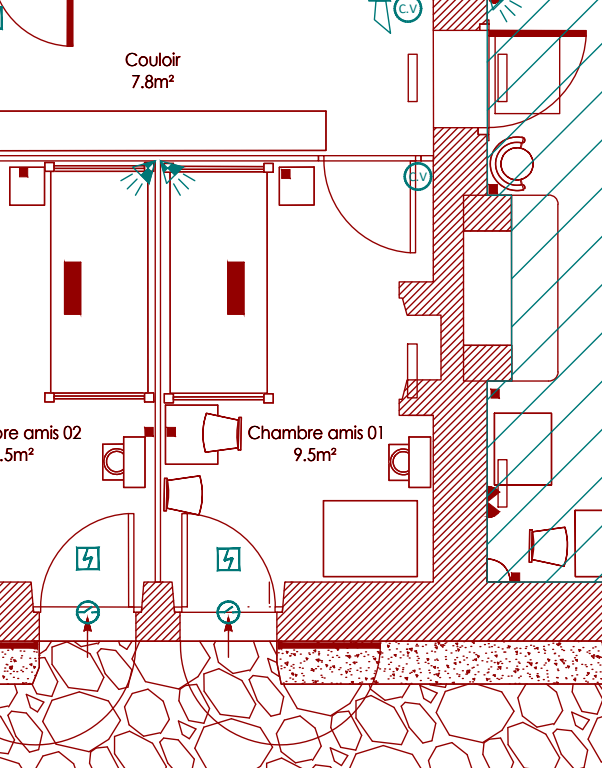 C.V
Couloir
7.8m²
C.V
bre amis 02
.5m²
Chambre amis 01
9.5m²